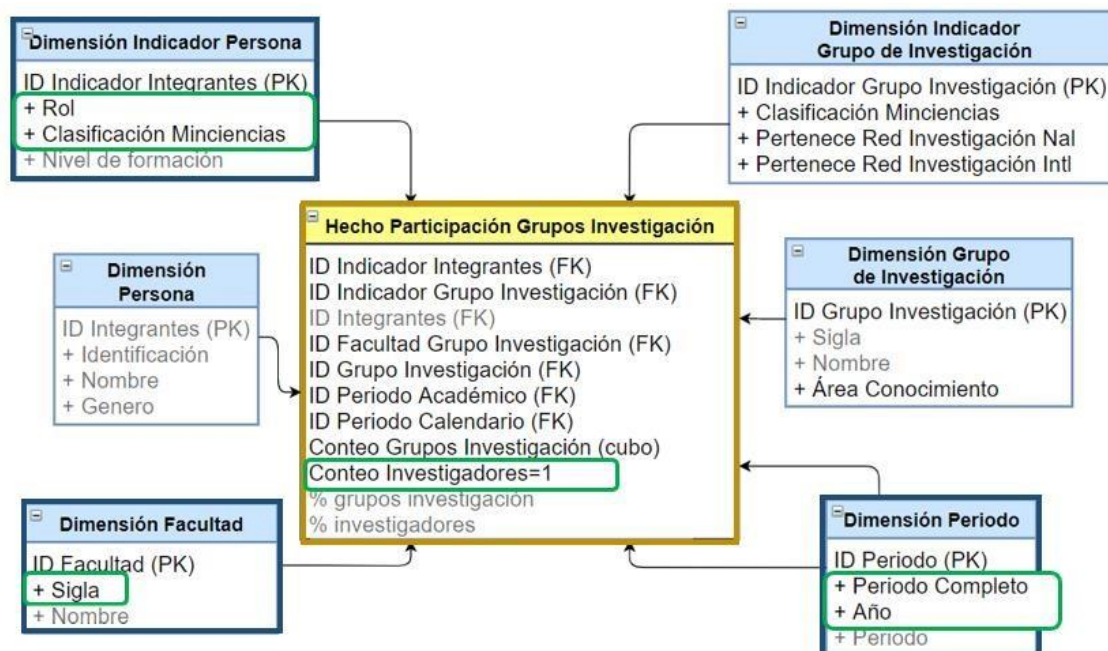 Dimensión Indicador Persona
ID Indicador Integrantes (PK)
+ Rol
+ Clasificación Minciencias
+ Nivel de formación
Dimensión Indicador
Grupo de Investigación
ID Indicador Grupo Investigación (PK)
+ Clasificación Minciencias
+ Pertenece Red Investigación Nal
+ Pertenece Red Investigación Intl
Hecho Participación Grupos Investigación
ID Indicador Integrantes (FK)
ID Indicador Grupo Investigación (FK)
ID Integrantes (FK)
ID Facultad Grupo Investigación (FK)
ID Grupo Investigación (FK)
ID Periodo Académico (FK)
ID Periodo Calendario (FK)
Conteo Grupos Investigación (cubo)
Conteo Investigadores=1
% grupos investigación
% investigadores
Dimensión
Persona
ID Integrantes (PK)
+ Identificación
+ Nombre
+ Genero
Dimensión Grupo
de Investigación
ID Grupo Investigación (PK)
+ Sigla
+ Nombre
+ Área Conocimiento
Dimensión Facultad
ID Facultad (PK)
+ Sigla
+ Nombre
Dimensión Periodo
ID Periodo (PK)
+ Periodo Completo
+ Año
+ Periodo